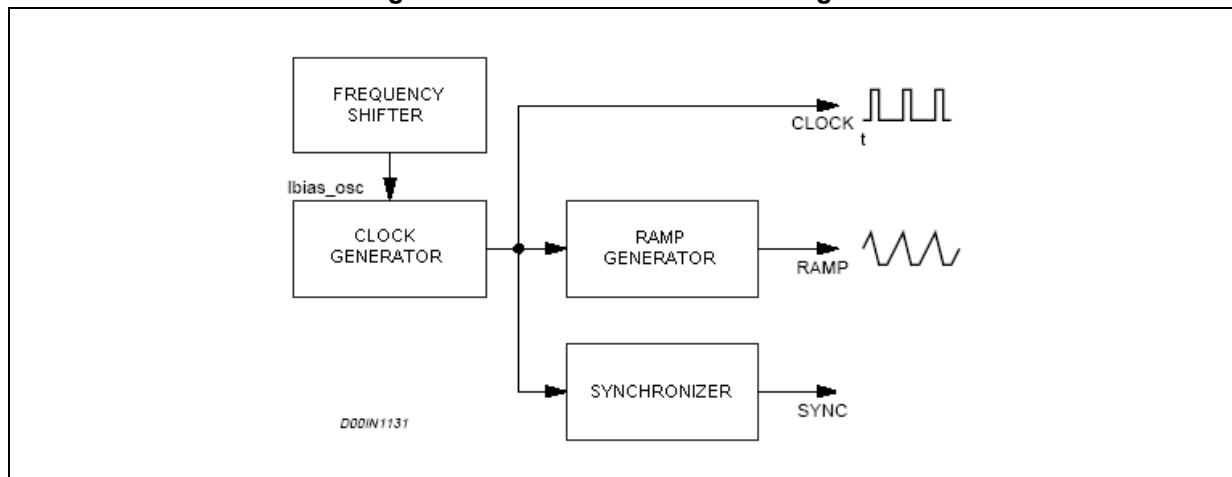 FREQUENCY
SHIFTER
CLOCK
t
Ibias_osc
CLOCK
GENERATOR
RAMP
GENERATOR
RAMP
SYNCHRONIZER
SYNC
D00IN1131